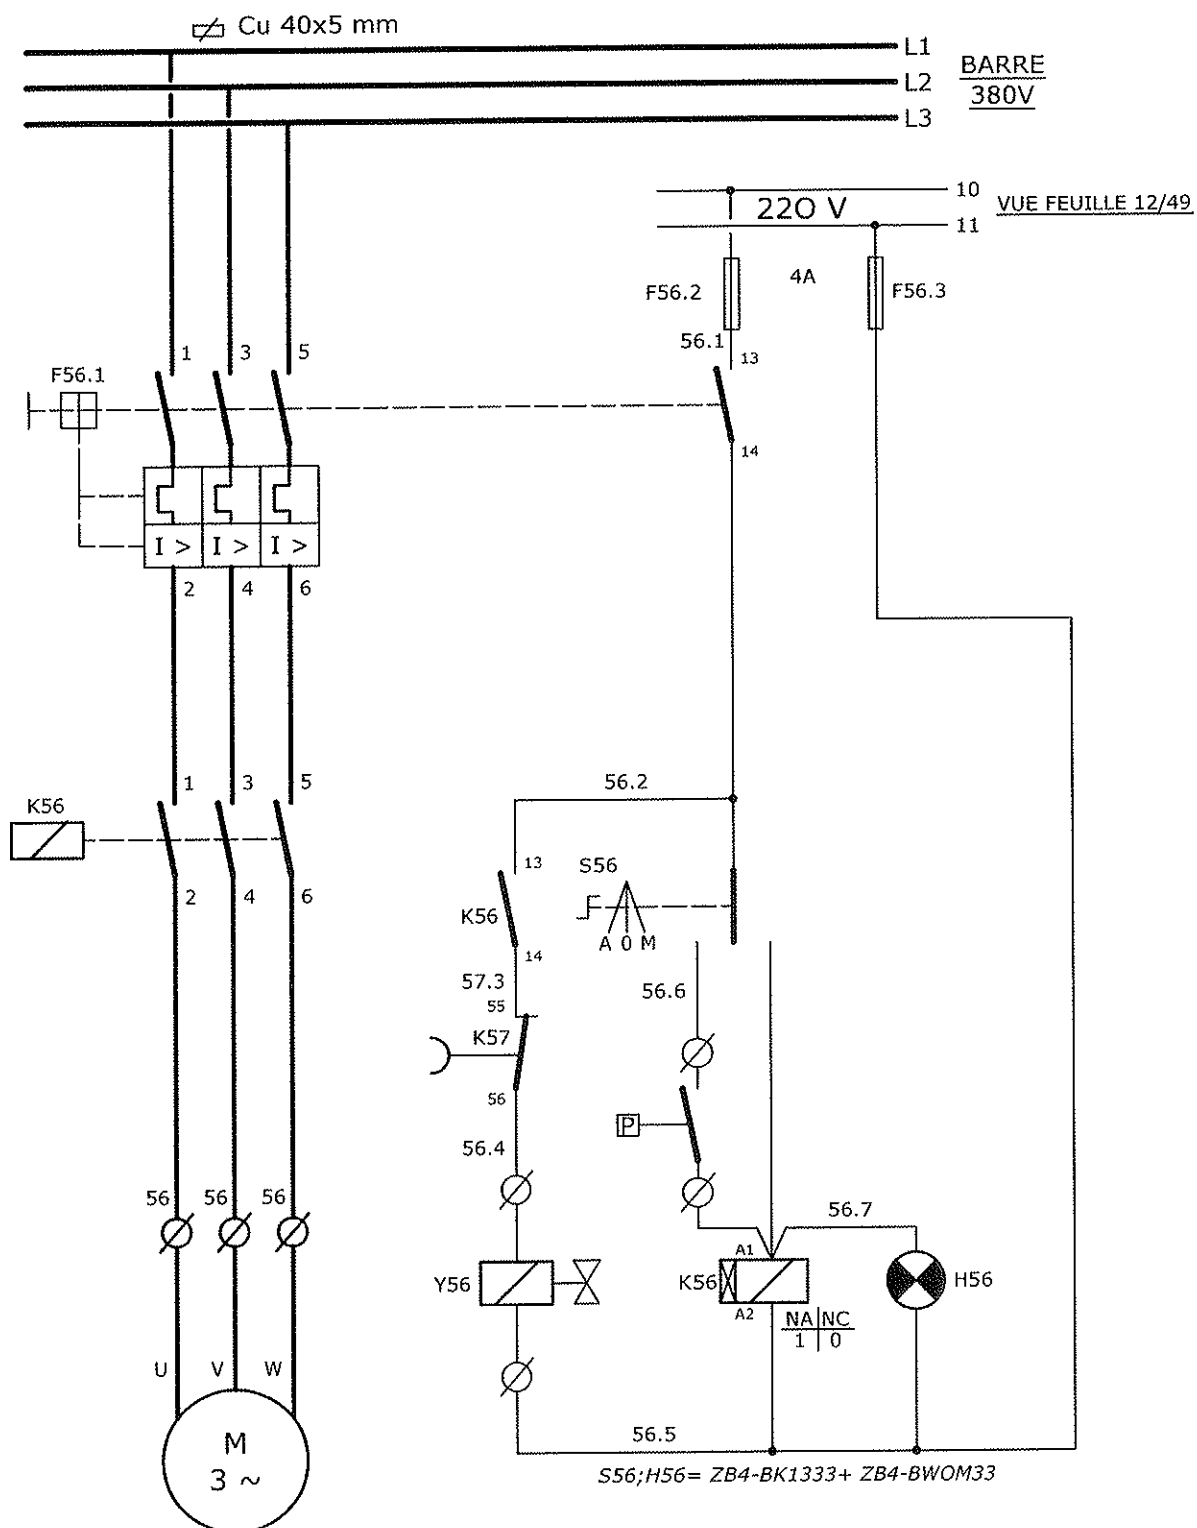 Cu 40x5 mm
L1
L2
L3
BARRE
380V
10
220 V
11
VUE FEUILLE 12/49
F56.2
4A
F56.3
56.1
13
14
1 3 5
F56.1
I > I > I >
2 4 6
56.2
1 3 5
K56
2 4 6
13
K56
14
S56
A 0 M
57.3
55
K57
56
56.6
P
56.4
56 56 56
56.7
Y56
A1
K56
A2
NA NC
1 0
H56
U V W
M
3 ~
56.5
S56;H56= ZB4-BK1333+ ZB4-BWOM33